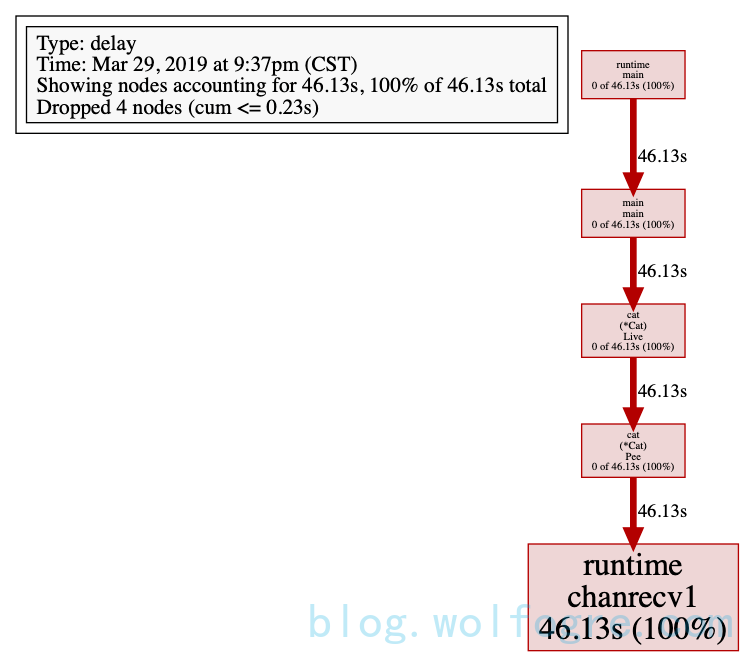 Type: delay
Time: Mar 29, 2019 at 9:37pm (CST)
Showing nodes accounting for 46.13s, 100% of 46.13s total
Dropped 4 nodes (cum <= 0.23s)
runtime
main
0 of 46.13s (100%)
46.13s
main
main
0 of 46.13s (100%)
46.13s
cat
(*Cat)
Live
0 of 46.13s (100%)
46.13s
cat
(*Cat)
Pee
0 of 46.13s (100%)
46.13s
runtime
chanrecv1
46.13s (100%)
blog.wolfogre.com